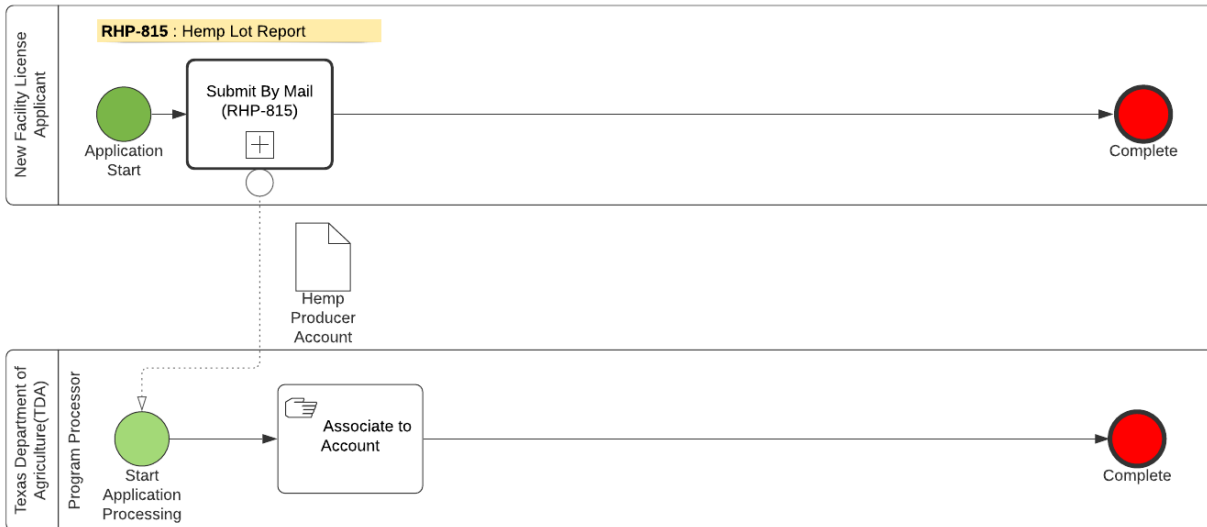 RHP-815 : Hemp Lot Report
New Facility License
Applicant
Submit By Mail
(RHP-815)
Application
Start
Complete
Hemp
Producer
Account
Texas Department of
Agriculture(TDA)
Program Processor
Associate to
Account
Start
Application
Processing
Complete